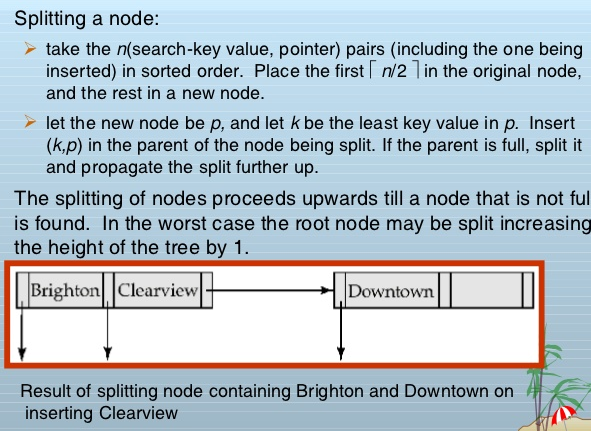 Splitting a node:
take the n(search-key value, pointer) pairs (including the one being
inserted) in sorted order. Place the first ⌈ n/2 ⌉ in the original node,
and the rest in a new node.
let the new node be p, and let k be the least key value in p. Insert
(k,p) in the parent of the node being split. If the parent is full, split it
and propagate the split further up.
The splitting of nodes proceeds upwards till a node that is not ful
is found. In the worst case the root node may be split increasing
the height of the tree by 1.
Brighton Clearview Downtown
Result of splitting node containing Brighton and Downtown on
inserting Clearview